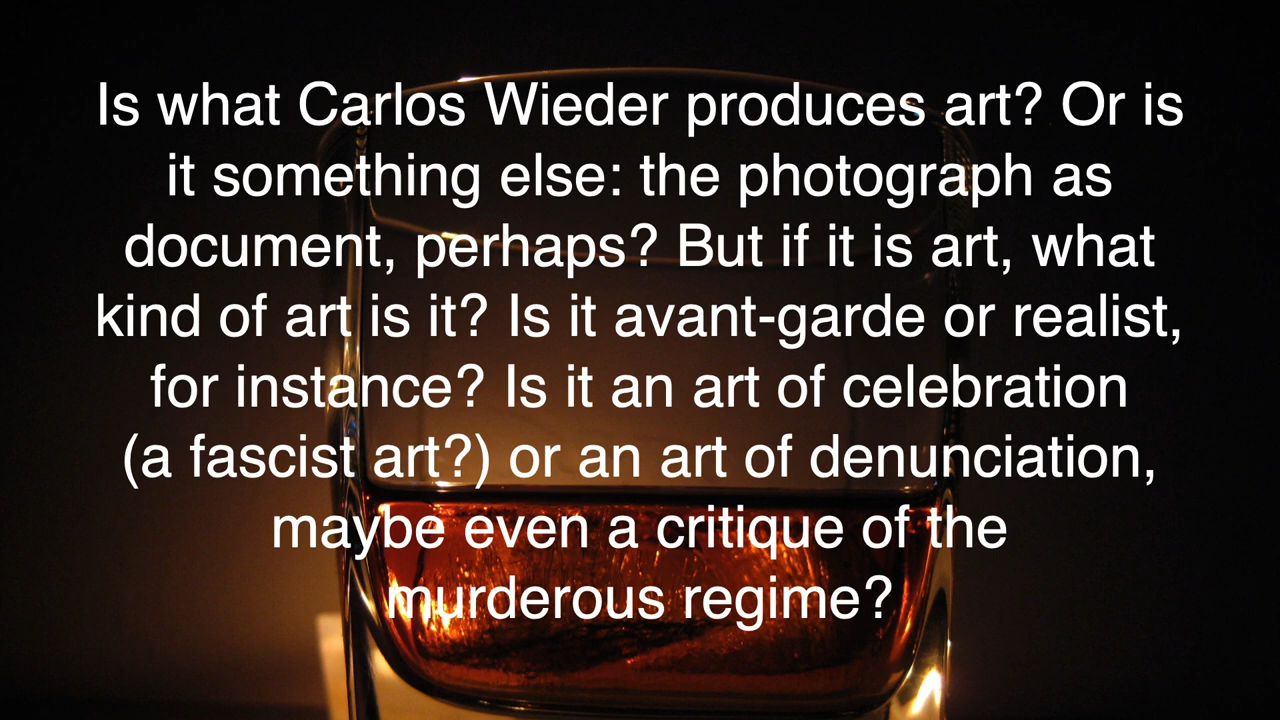 Is what Carlos Wieder produces art? Or is
it something else: the photograph as
document, perhaps? But if it is art, what
kind of art is it? Is it avant-garde or realist,
for instance? Is it an art of celebration
(a fascist art?) or an art of denunciation,
maybe even a critique of the
murderous regime?